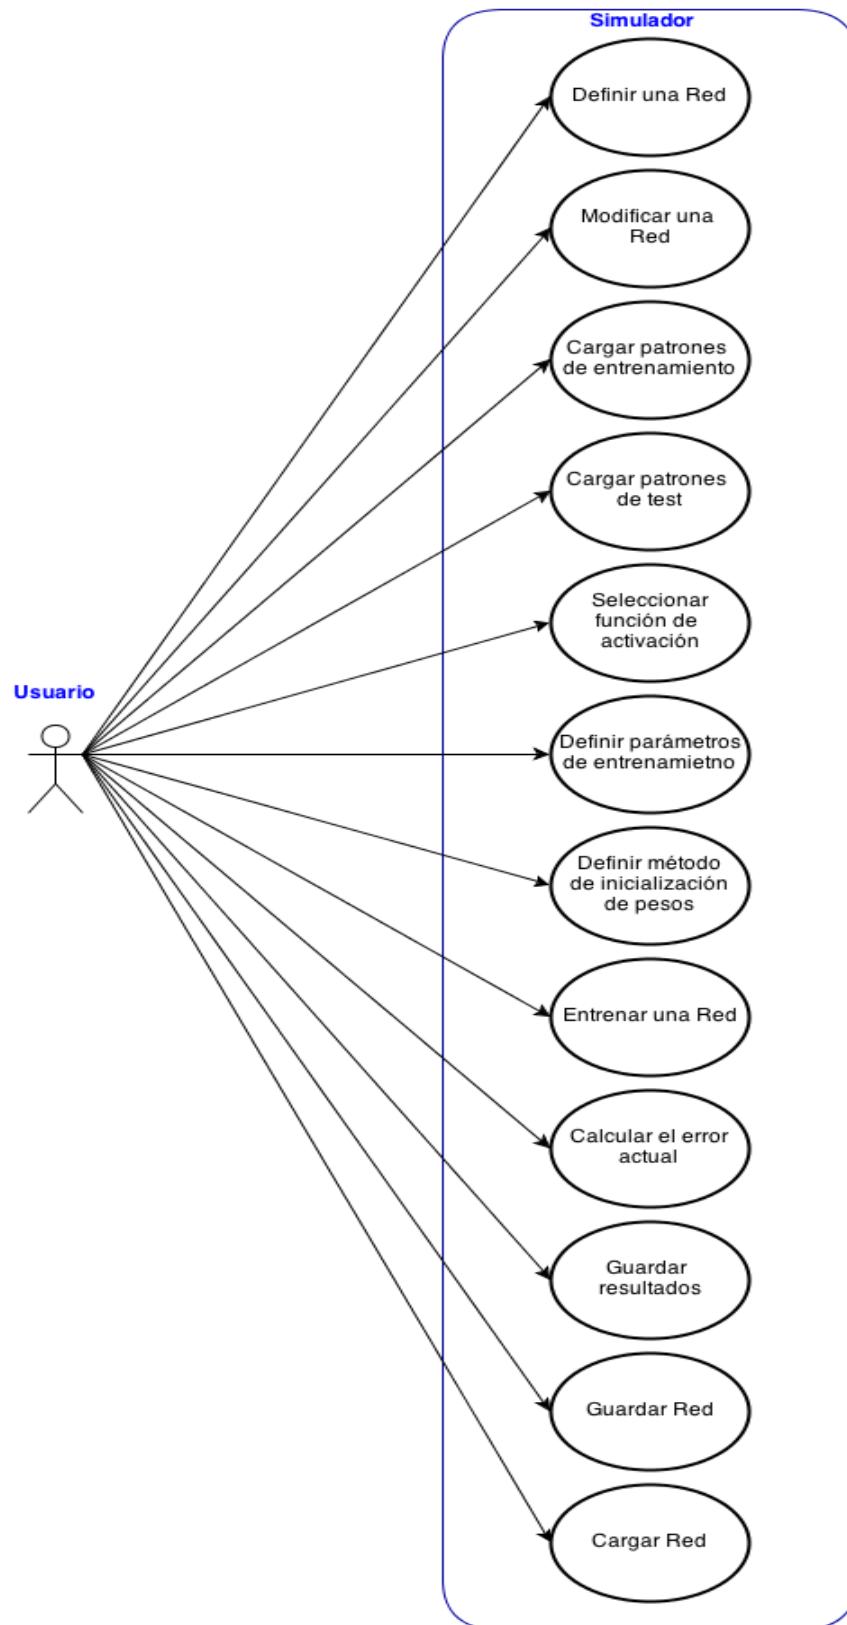 Simulador
Definir una Red
Modificar una
Red
Cargar patrones
de entrenamiento
Cargar patrones
de test
Seleccionar
función de
activación
Usuario
Definir parámetros
de entrenamietno
Definir método
de inicialización
de pesos
Entrenar una Red
Calcular el error
actual
Guardar
resultados
Guardar Red
Cargar Red